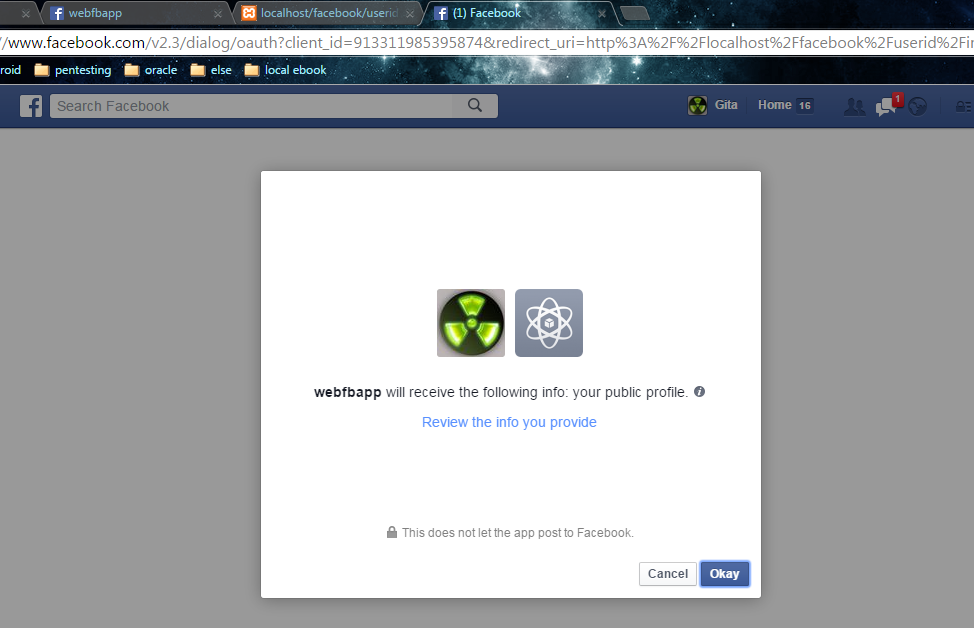 webfbapp
localhost/facebook/userid
(1) Facebook
//www.facebook.com/v2.3/dialog/oauth?client_id=913311985395874&redirect_uri=http%3A%2F%2Flocalhost%2Ffacebook%2Fuserid%2Fi
roid pentesting oracle else local ebook
Search Facebook Gita Home 16 1
webfbapp will receive the following info: your public profile.
Review the info you provide
This does not let the app post to Facebook.
Cancel Okay